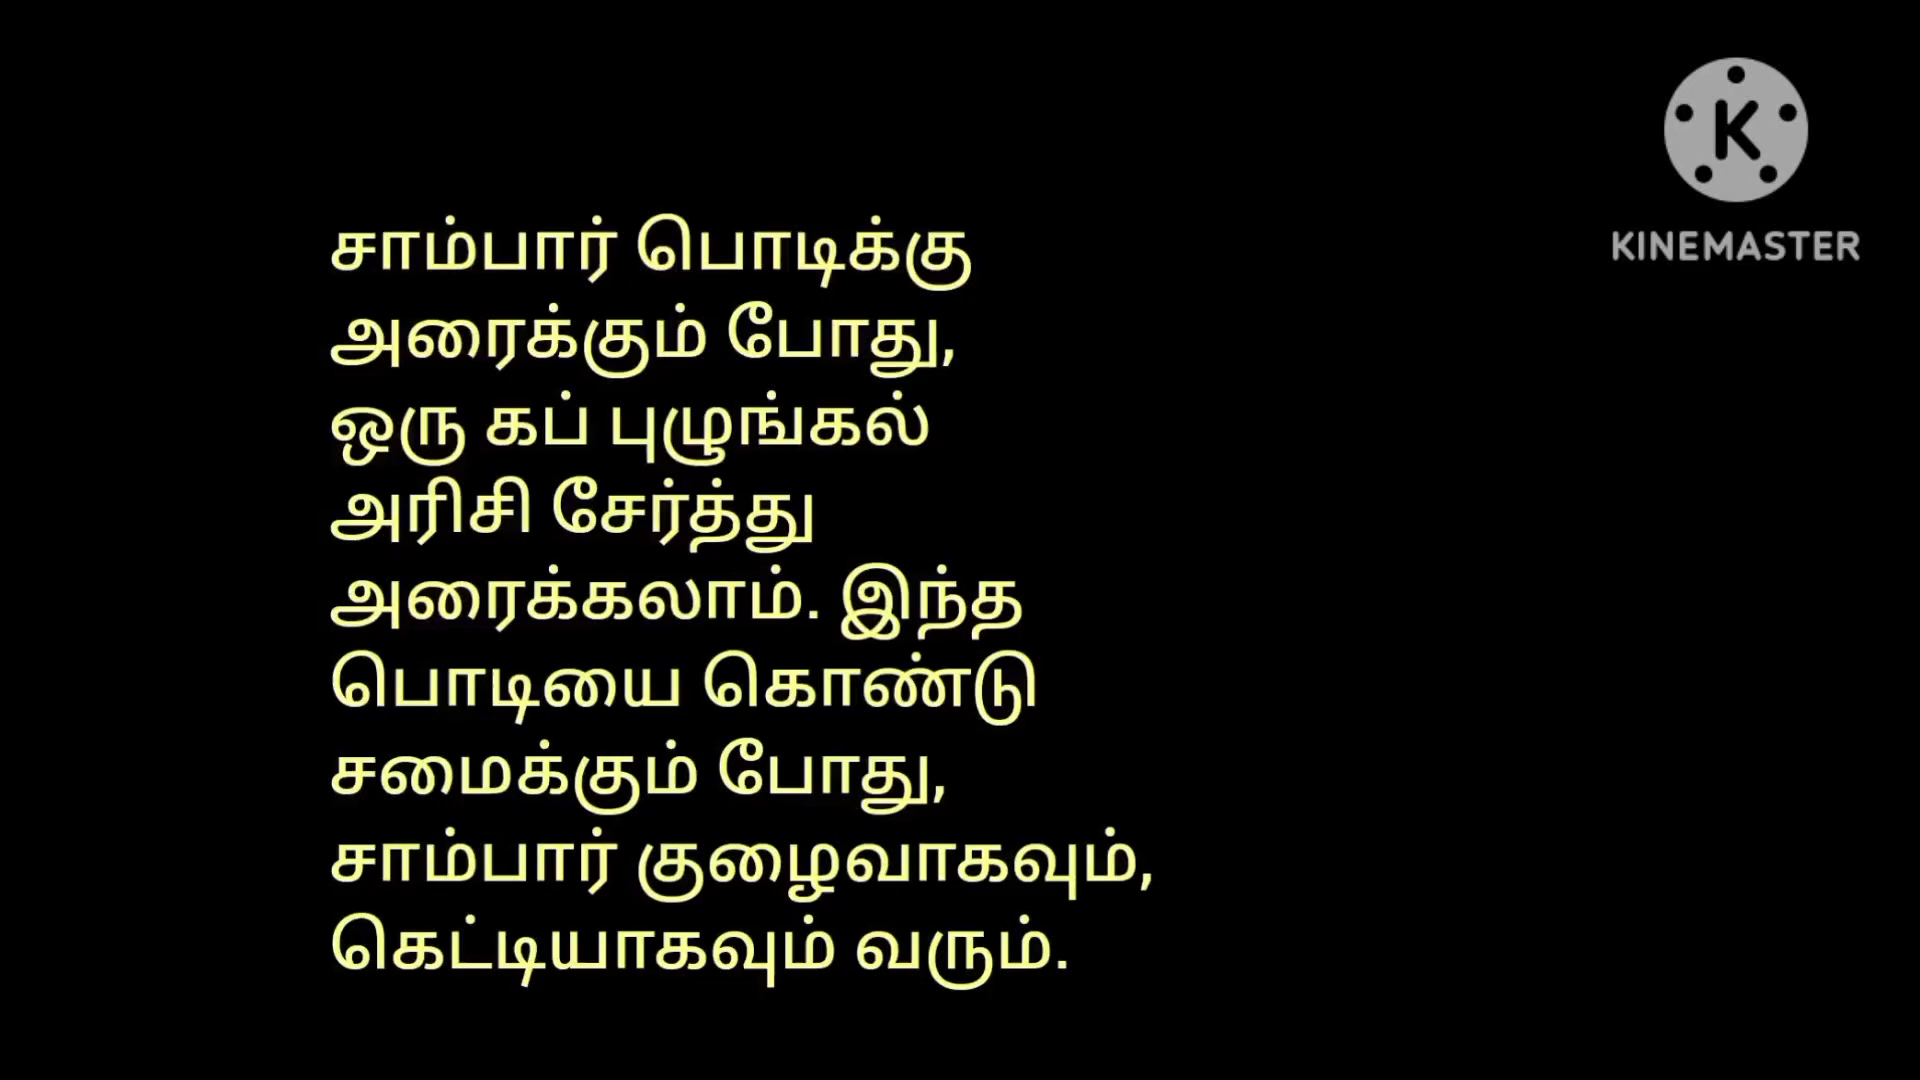 சாம்பார் பொடிக்கு
அரைக்கும் போது,
ஒரு கப் புழுங்கல்
அரிசி சேர்த்து
அரைக்கலாம். இந்த
பொடியை கொண்டு
சமைக்கும் போது,
சாம்பார் குழைவாகவும்,
கெட்டியாகவும் வரும்.
K
KINEMASTER